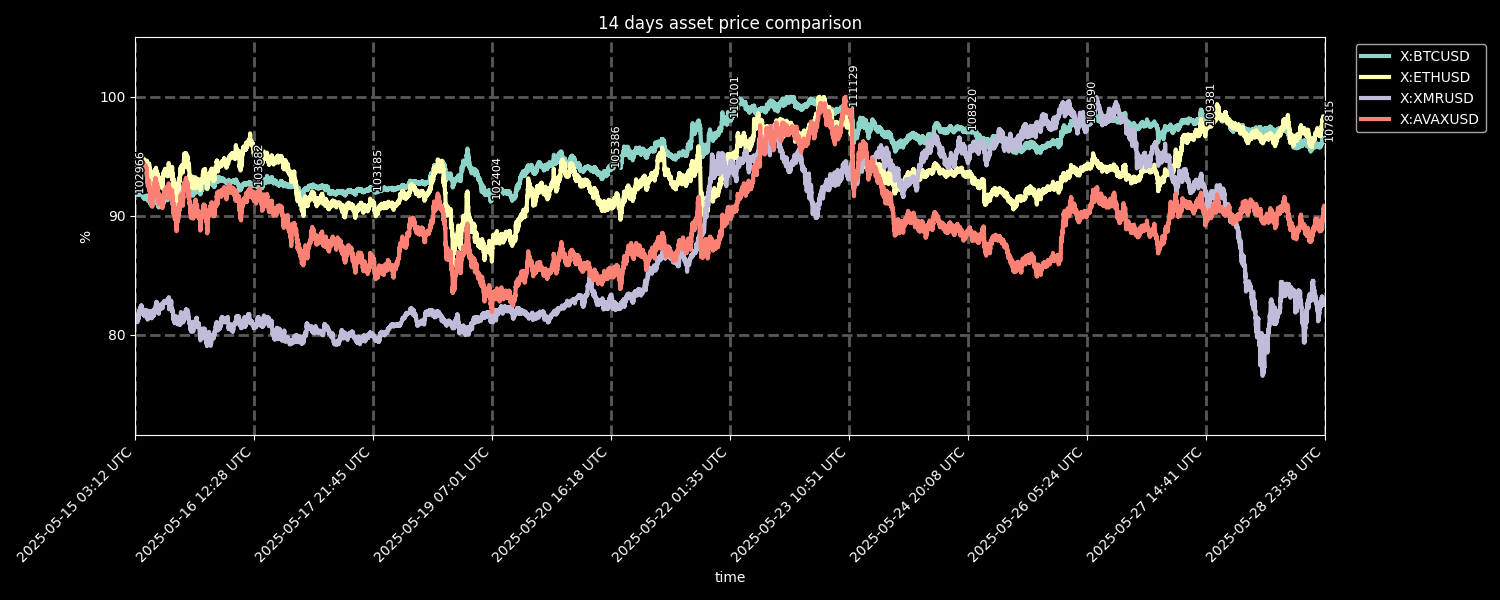 14 days asset price comparison
X:BTCUSD
X:ETHUSD
X:XMRUSD
X:AVAXUSD
100
90
80
%
102966
103682
103185
102404
105386
110101
111129
108920
109590
109381
107815
2025-05-15 03:12 UTC
2025-05-16 12:28 UTC
2025-05-17 21:45 UTC
2025-05-19 07:01 UTC
2025-05-20 16:18 UTC
2025-05-22 01:35 UTC
2025-05-23 10:51 UTC
2025-05-24 20:08 UTC
2025-05-26 05:24 UTC
2025-05-27 14:41 UTC
2025-05-28 23:58 UTC
time